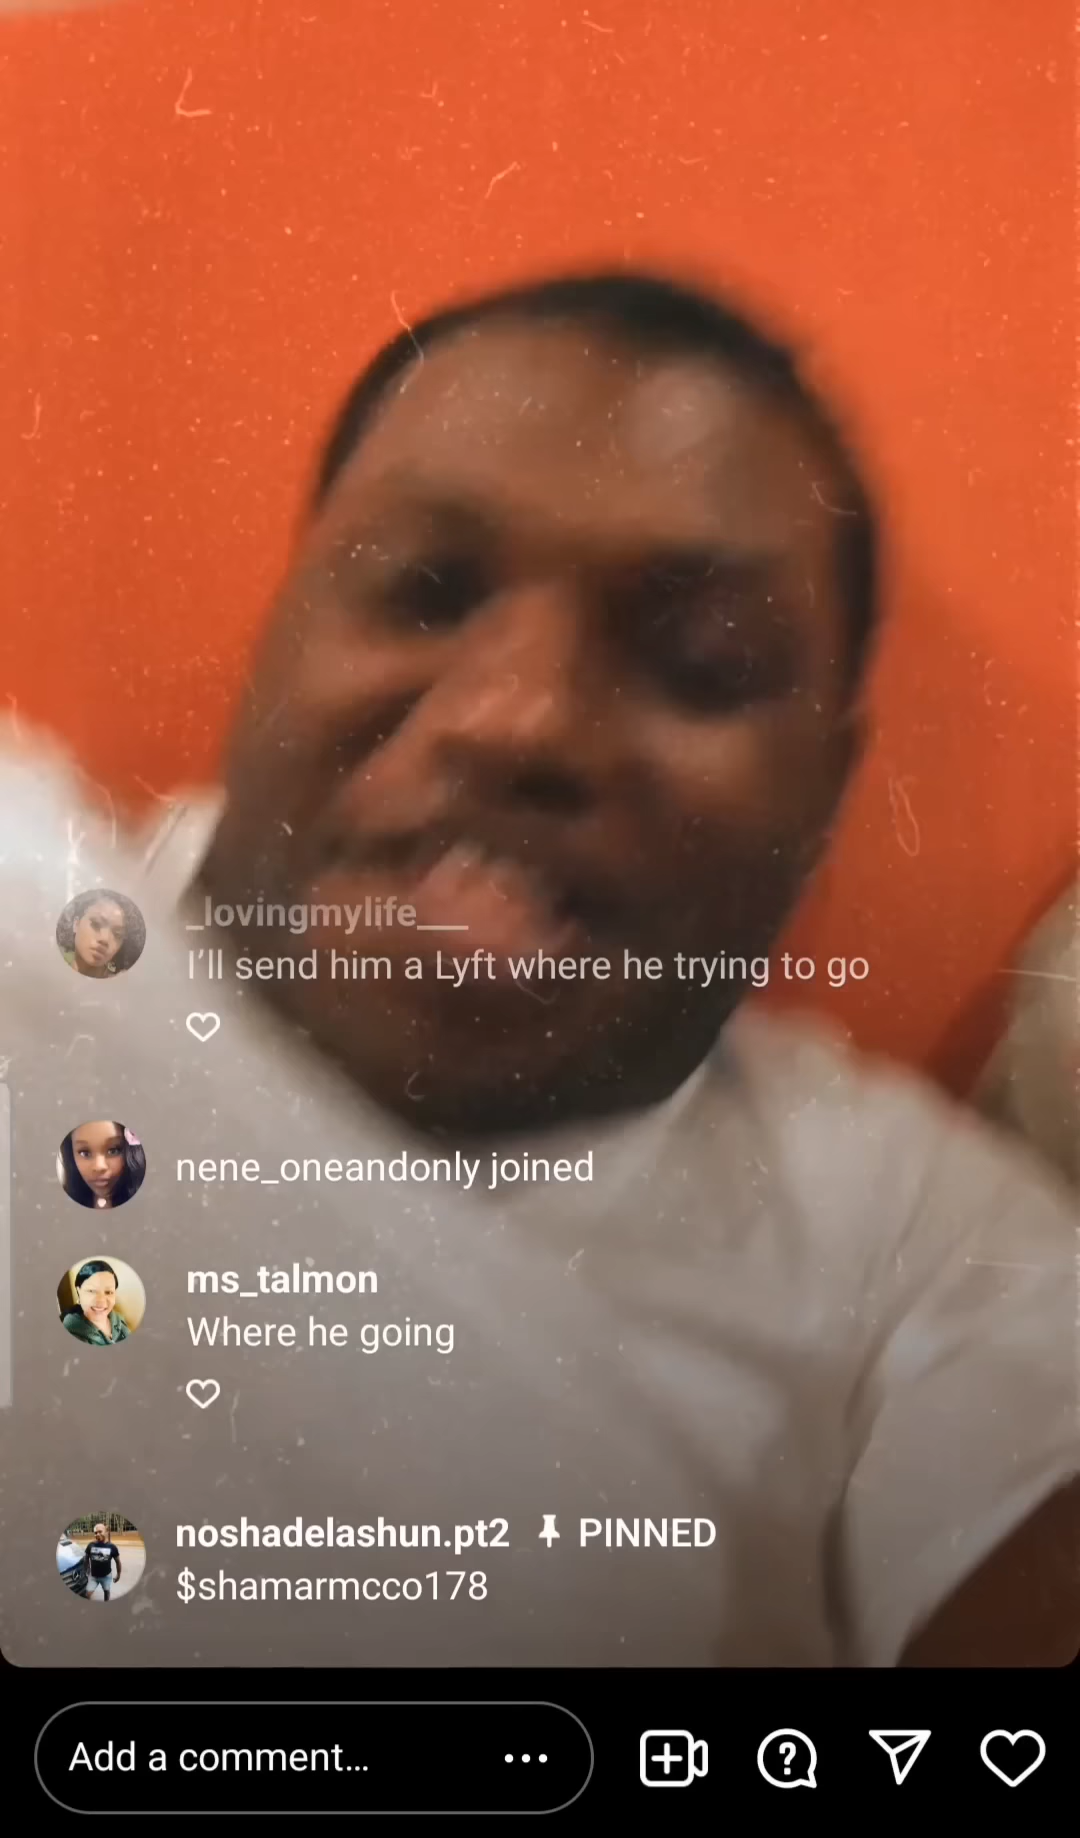 _lovingmylife___
I'll send him a Lyft where he trying to go
nene_oneandonly joined
ms_talmon
Where he going
noshadelashun.pt2 PINNED
$shamarmcco178
Add a comment...